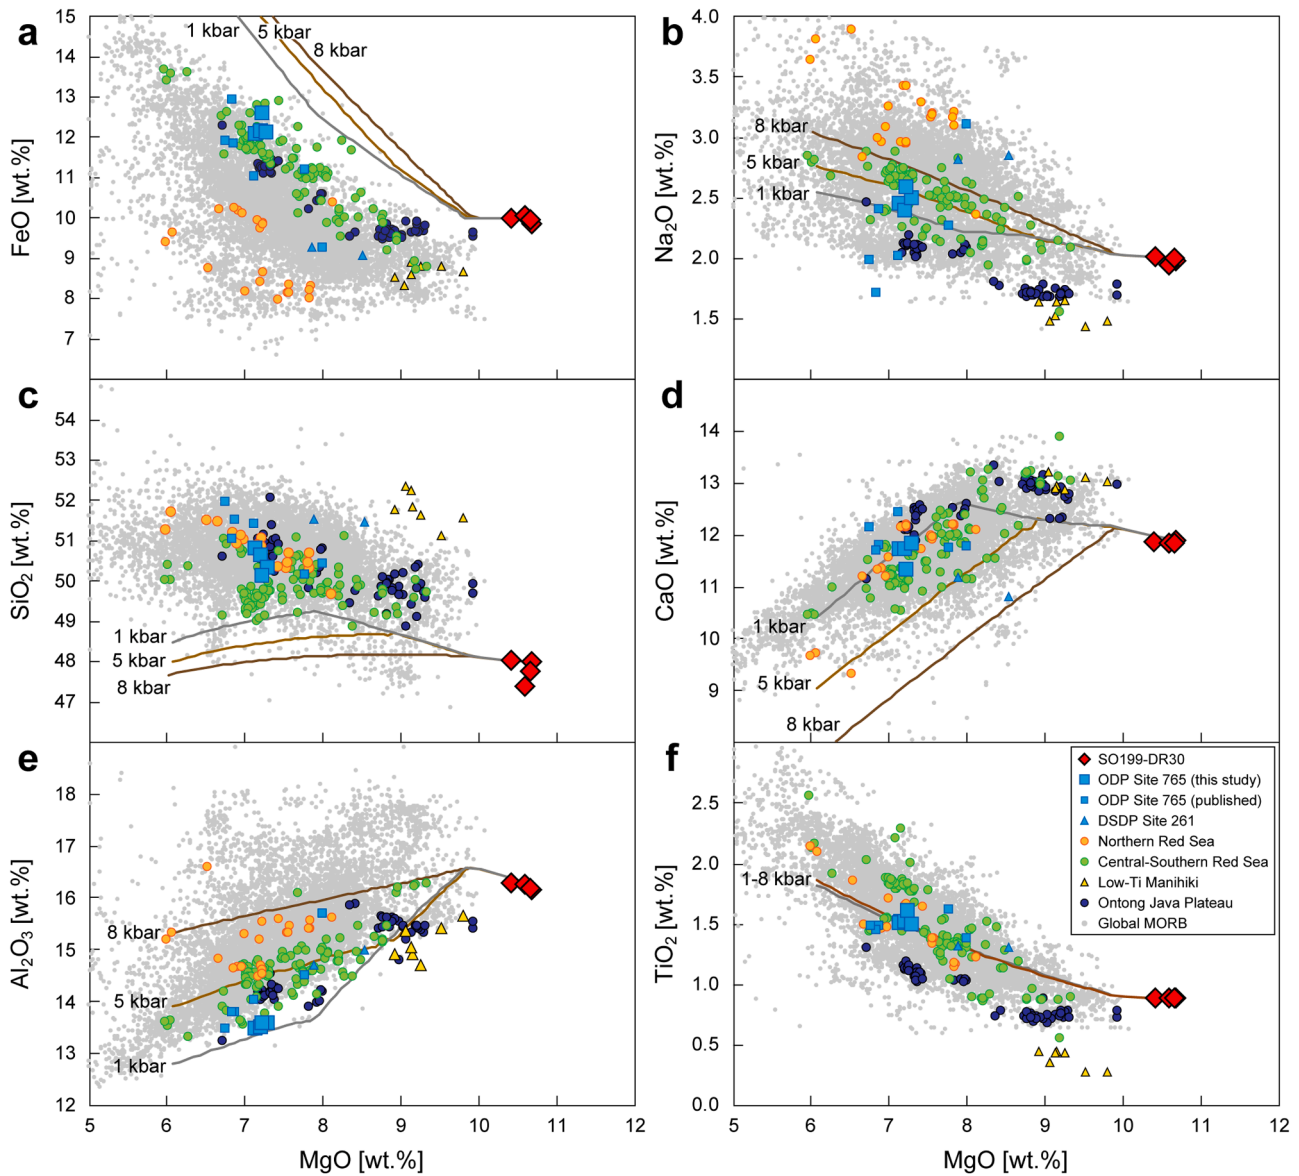 a
15
14
13
12
11
10
9
8
7
FeO [wt.%]
1 kbar
5 kbar
8 kbar
b
4.0
3.5
3.0
2.5
2.0
1.5
Na₂O [wt.%]
8 kbar
5 kbar
1 kbar
c
54
53
52
51
50
49
48
47
SiO₂ [wt.%]
1 kbar
5 kbar
8 kbar
d
14
13
12
11
10
9
CaO [wt.%]
1 kbar
5 kbar
8 kbar
e
18
17
16
15
14
13
12
Al₂O₃ [wt.%]
8 kbar
5 kbar
1 kbar
5 6 7 8 9 10 11 12
MgO [wt.%]
f
2.5
2.0
1.5
1.0
0.5
0.0
TiO₂ [wt.%]
1-8 kbar
SO199-DR30
ODP Site 765 (this study)
ODP Site 765 (published)
DSDP Site 261
Northern Red Sea
Central-Southern Red Sea
Low-Ti Manihiki
Ontong Java Plateau
Global MORB
5 6 7 8 9 10 11 12
MgO [wt.%]